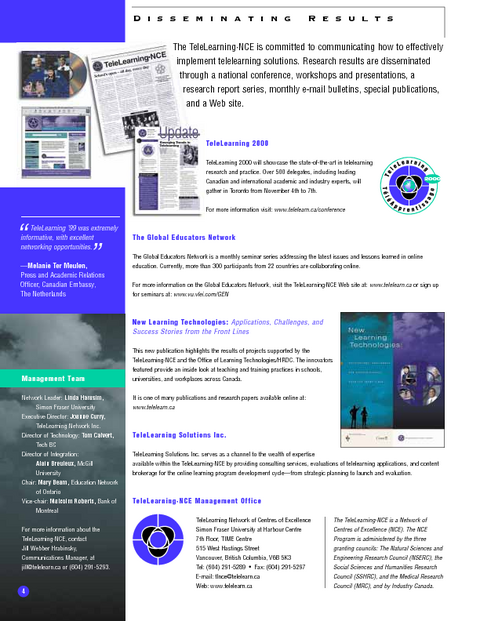 DISSEMINATING RESULTS
The TeleLearning•NCE is committed to communicating how to effectively
implement telelearning solutions. Research results are disseminated
through a national conference, workshops and presentations, a
research report series, monthly e-mail bulletins, special publications,
and a Web site.
TeleLearning•NCE
Update
TeleLearning 2000
TeleLearning 2000 will showcase the state-of-the-art in telelearning
research and practice. Over 500 delegates, including leading
Canadian and international academic and industry experts, will
gather in Toronto from November 4th to 7th.
For more information visit: www.telelearn.ca/conference
TeleLearning
2000
“ TeleLearning ’99 was extremely
informative, with excellent
networking opportunities. ”
—Melanie Ter Meulen,
Press and Academic Relations
Officer, Canadian Embassy,
The Netherlands
The Global Educators Network
The Global Educators Network is a monthly seminar series addressing the latest issues and lessons learned in online
education. Currently, more than 300 participants from 22 countries are collaborating online.
For more information on the Global Educators Network, visit the TeleLearning•NCE Web site at: www.telelearn.ca or sign up
for seminars at: www.vu.vlei.com/GEN
New Learning Technologies: Applications, Challenges, and
Success Stories from the Front Lines
This new publication highlights the results of projects supported by the
TeleLearning•NCE and the Office of Learning Technologies/HRDC. The innovators
featured provide an inside look at teaching and training practices in schools,
universities, and workplaces across Canada.
It is one of many publications and research papers available online at:
www.telelearn.ca
New
Learning
Technologies
TeleLearning Solutions Inc.
TeleLearning Solutions Inc. serves as a channel to the wealth of expertise
available within the TeleLearning•NCE by providing consulting services, evaluations of telelearning applications, and content
brokerage for the online learning program development cycle—from strategic planning to launch and evaluation.
Management Team
Network Leader: Linda Harasim,
Simon Fraser University
Executive Director: Joanne Curry,
TeleLearning Network Inc.
Director of Technology: Tom Calvert,
Tech BC
Director of Integration:
Alain Breuleux, McGill
University
Chair: Mary Dean, Education Network
of Ontario
Vice-chair: Malcolm Roberts, Bank of
Montreal
For more information about the
TeleLearning•NCE, contact
Jill Webber Hrabinsky,
Communications Manager, at
jill@telelearn.ca or (604) 291-5293.
4
TeleLearning•NCE Management Office
TeleLearning Network of Centres of Excellence
Simon Fraser University at Harbour Centre
7th Floor, TIME Centre
515 West Hastings Street
Vancouver, British Columbia, V6B 5K3
Tel: (604) 291-5289 • Fax: (604) 291-5297
E-mail: tlnce@telelearn.ca
Web: www.telelearn.ca
The TeleLearning•NCE is a Network of
Centres of Excellence (NCE). The NCE
Program is administered by the three
granting councils: The Natural Sciences and
Engineering Research Council (NSERC), the
Social Sciences and Humanities Research
Council (SSHRC), and the Medical Research
Council (MRC), and by Industry Canada.